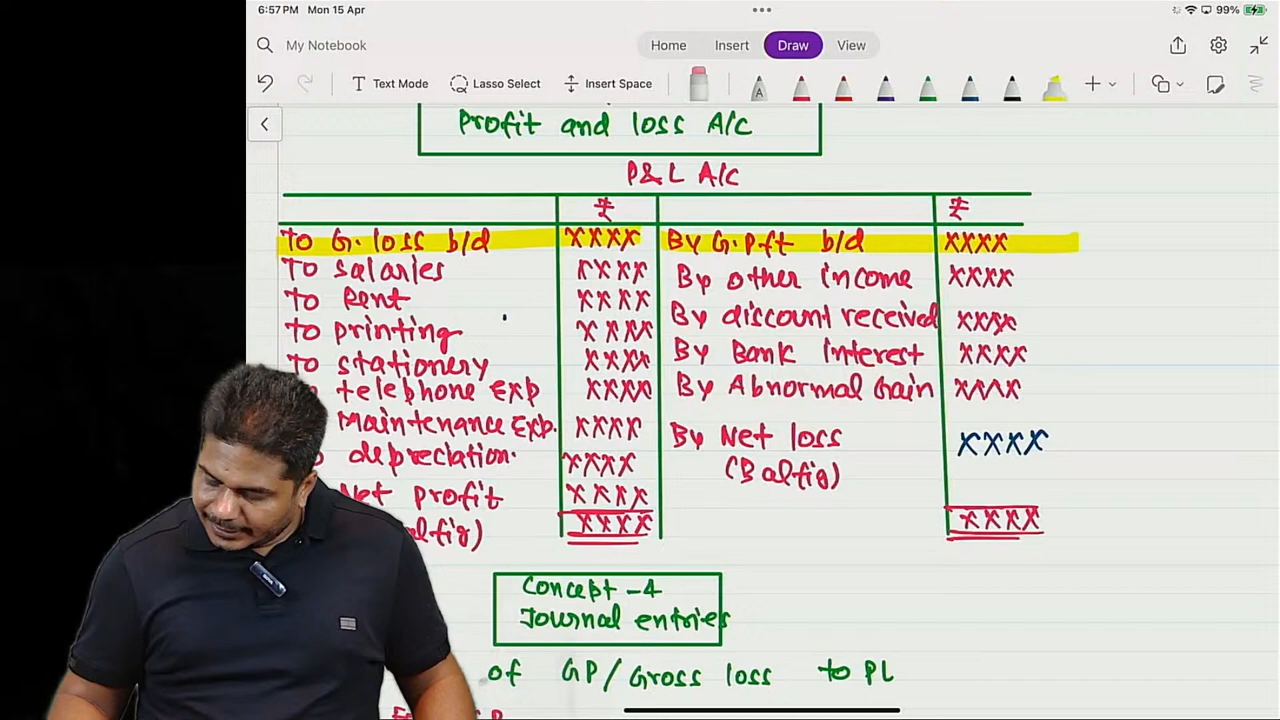 6:57 PM Mon 15 Apr
99%
My Notebook
Home Insert Draw View
Text Mode Lasso Select Insert Space
Profit and loss A/C
P&L A/C
₹ ₹
To G. loss b/d xxxx By G.Pft b/d xxxx
To salaries xxxx By other income xxxx
To Rent xxxx By discount received xxxx
To printing xxxx By Bank interest xxxx
To stationery xxxx By Abnormal Gain xxxx
telephone Exp xxxx
Maintenance Exp. xxxx By Net loss xxxx
depreciation. xxxx (Balfig)
Net profit xxxx
xxxx xxxx
Concept -4
Journal entries
of GP/Gross loss to PL